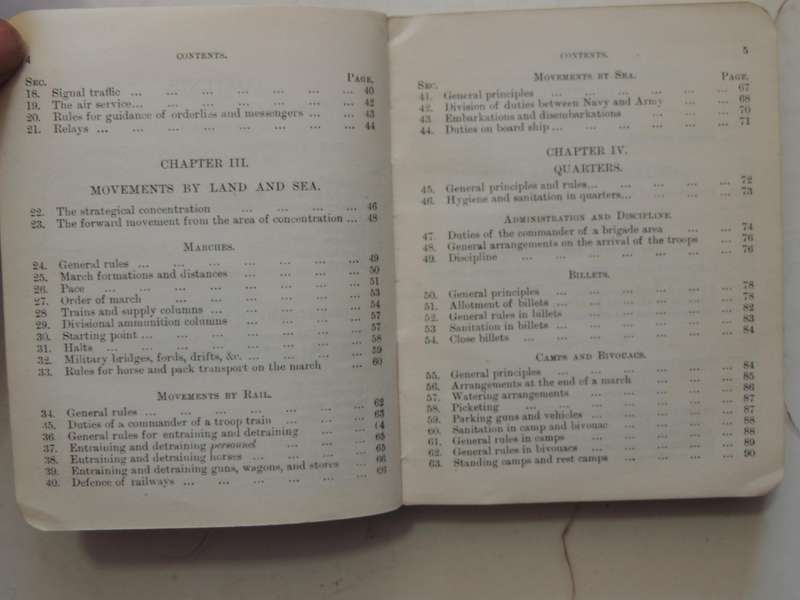 4 CONTENTS.
SEC. PAGE.
18. Signal traffic ... ... ... ... ... ... 40
19. The air service... ... ... ... ... ... 42
20. Rules for guidance of orderlies and messengers ... ... 43
21. Relays ... ... ... ... ... ... ... 44
CHAPTER III.
MOVEMENTS BY LAND AND SEA.
22. The strategical concentration ... ... ... ... 46
23. The forward movement from the area of concentration ... 48
MARCHES.
24. General rules ... ... ... ... ... ... 49
25. March formations and distances ... ... ... ... 50
26. Pace ... ... ... ... ... ... ... 51
27. Order of march ... ... ... ... ... 53
28 Trains and supply columns ... ... ... ... ... 54
29. Divisional ammunition columns ... ... ... ... 57
30. Starting point ... ... ... ... ... ... 57
31. Halts ... ... ... ... ... ... ... 58
32. Military bridges, fords, drifts, &c. ... ... ... ... 59
33. Rules for horse and pack transport on the march ... 60
MOVEMENTS BY RAIL.
34. General rules ... ... ... ... ... ... 62
35. Duties of a commander of a troop train ... ... ... 63
36. General rules for entraining and detraining ... ... 64
37. Entraining and detraining personnel ... ... ... 65
38. Entraining and detraining horses ... ... ... ... 65
39. Entraining and detraining guns, wagons, and stores ... 66
40. Defence of railways ... ... ... ... ... 66
CONTENTS. 5
MOVEMENTS BY SEA.
SEC. PAGE.
41. General principles ... ... ... ... ... 67
42. Division of duties between Navy and Army ... ... 68
43. Embarkations and disembarkations ... ... ... 70
44. Duties on board ship ... ... ... ... ... 71
CHAPTER IV.
QUARTERS.
45. General principles and rules... ... ... ... ... 72
46. Hygiene and sanitation in quarters... ... ... ... 73
ADMINISTRATION AND DISCIPLINE.
47. Duties of the commander of a brigade area ... ... 74
48. General arrangements on the arrival of the troops ... 76
49. Discipline ... ... ... ... ... ... 76
BILLETS.
50. General principles ... ... ... ... ... 78
51. Allotment of billets ... ... ... ... ... 78
52. General rules in billets ... ... ... ... 82
53 Sanitation in billets ... ... ... ... ... 83
54. Close billets ... ... ... ... ... ... 84
CAMPS AND BIVOUACS.
55. General principles ... ... ... ... ... 84
56. Arrangements at the end of a march ... ... ... 85
57. Watering arrangements ... ... ... ... 86
58. Picketing ... ... ... ... ... ... 87
59. Parking guns and vehicles ... ... ... ... 87
60. Sanitation in camp and bivouac ... ... ... 88
61. General rules in camps ... ... ... ... 88
62. General rules in bivouacs ... ... ... ... 89
63. Standing camps and rest camps ... ... ... 90